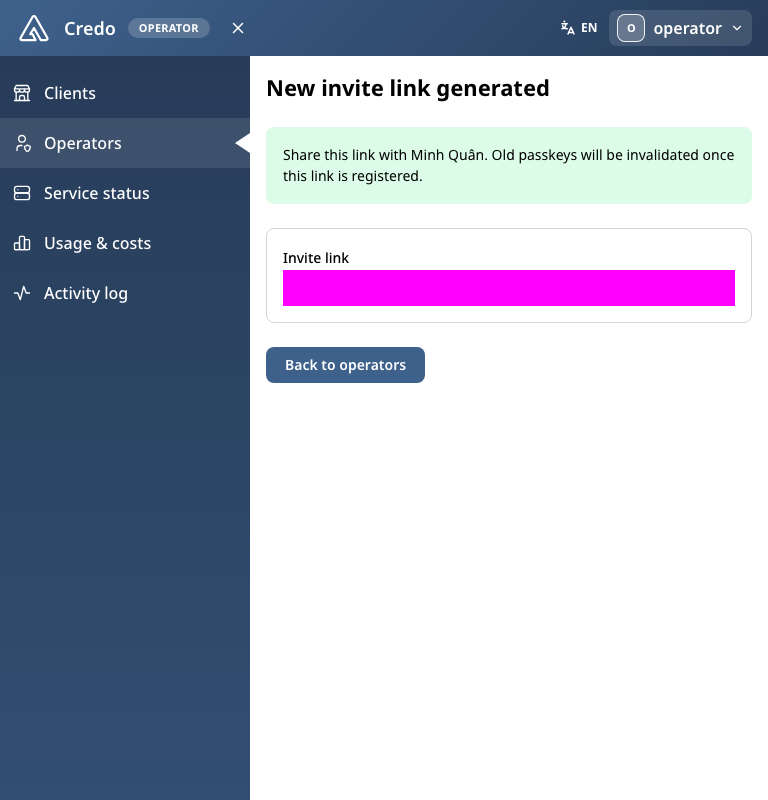 Credo
OPERATOR
EN
O
operator
Clients
Operators
Service status
Usage & costs
Activity log
New invite link generated
Share this link with Minh Quân. Old passkeys will be invalidated once
this link is registered.
Invite link
Back to operators